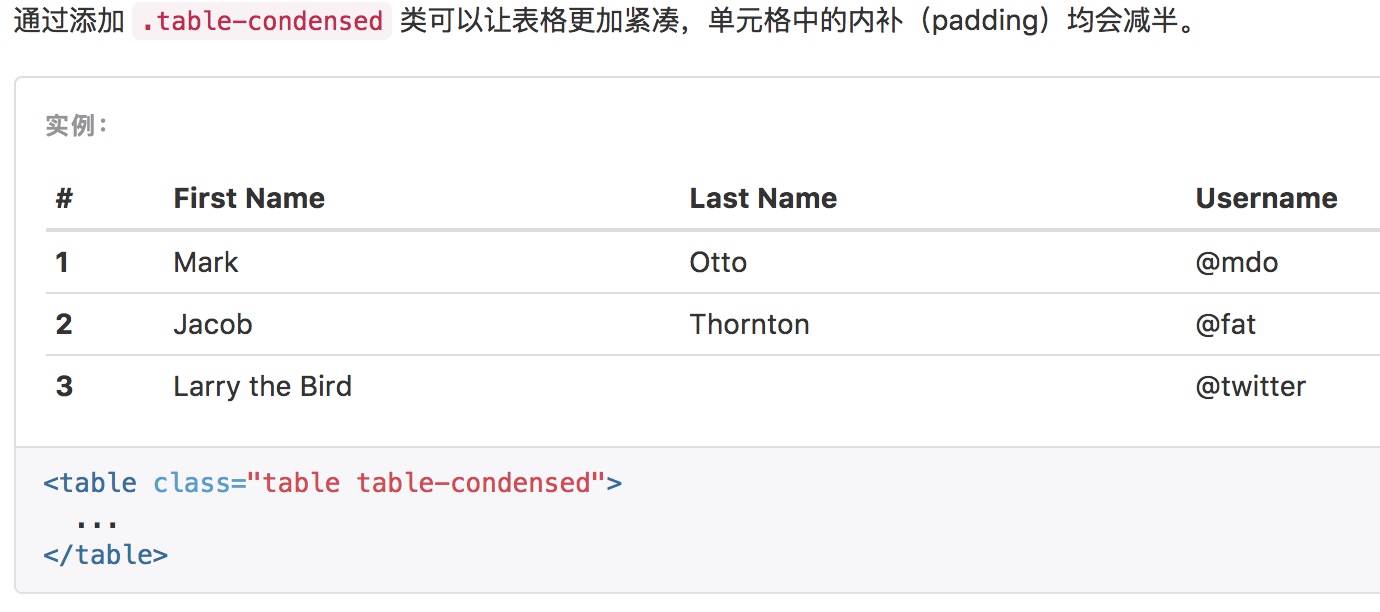 通过添加 .table-condensed 类可以让表格更加紧凑，单元格中的内补（padding）均会减半。
实例：
# First Name Last Name Username
1 Mark Otto @mdo
2 Jacob Thornton @fat
3 Larry the Bird @twitter
<table class="table table-condensed">
...
</table>